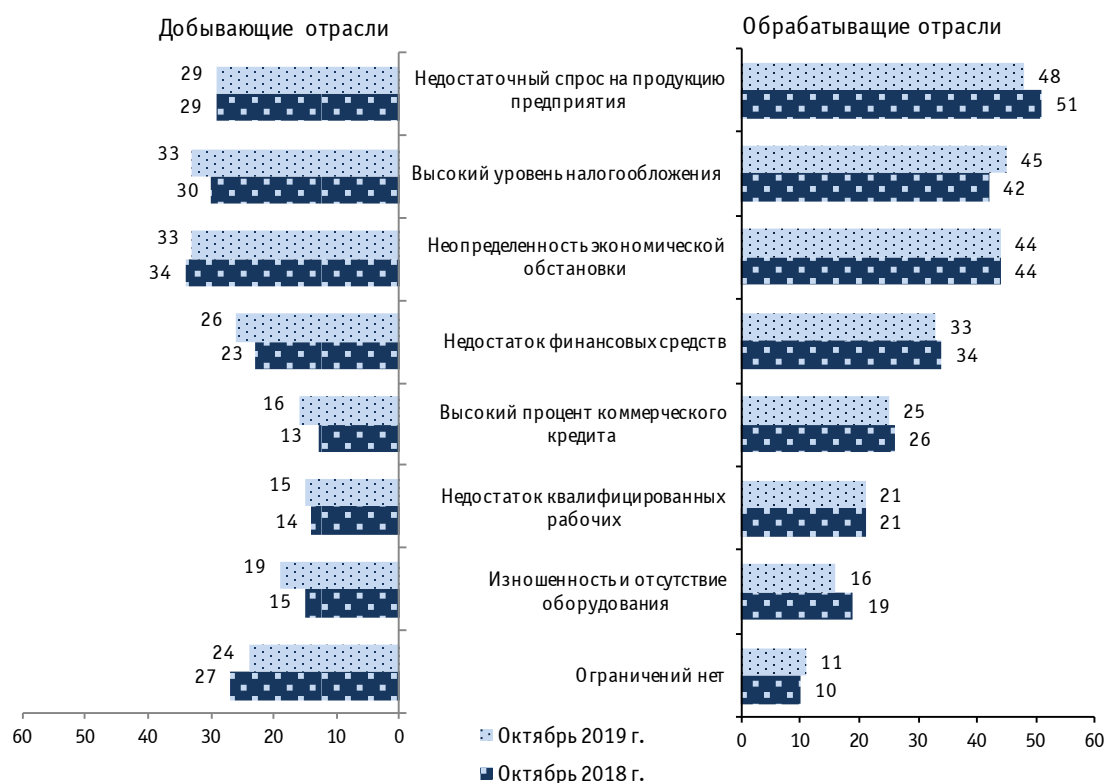 Добывающие отрасли
Обрабатыващие отрасли
29
29
Недостаточный спрос на продукцию
предприятия
48
51
33
30
Высокий уровень налогообложения
45
42
33
34
Неопределенность экономической
обстановки
44
44
26
23
Недостаток финансовых средств
33
34
16
13
Высокий процент коммерческого
кредита
25
26
15
14
Недостаток квалифицированных
рабочих
21
21
19
15
Изношенность и отсутствие
оборудования
16
19
24
27
Ограничений нет
11
10
60 50 40 30 20 10 0
0 10 20 30 40 50 60
Октябрь 2019 г.
Октябрь 2018 г.